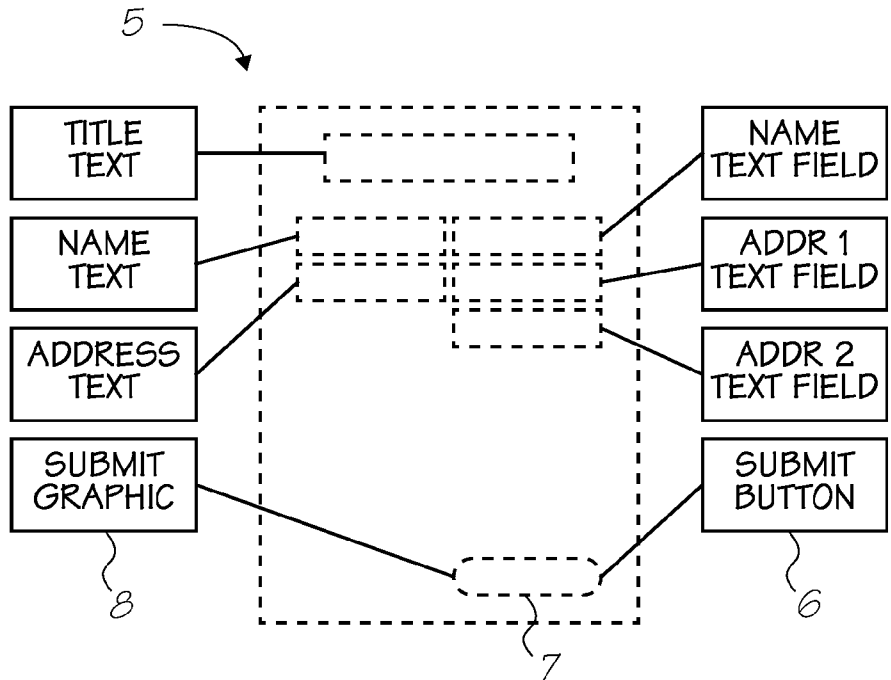 5
TITLE
TEXT
NAME
TEXT FIELD
NAME
TEXT
ADDR 1
TEXT FIELD
ADDRESS
TEXT
ADDR 2
TEXT FIELD
SUBMIT
GRAPHIC
SUBMIT
BUTTON
8
7
6